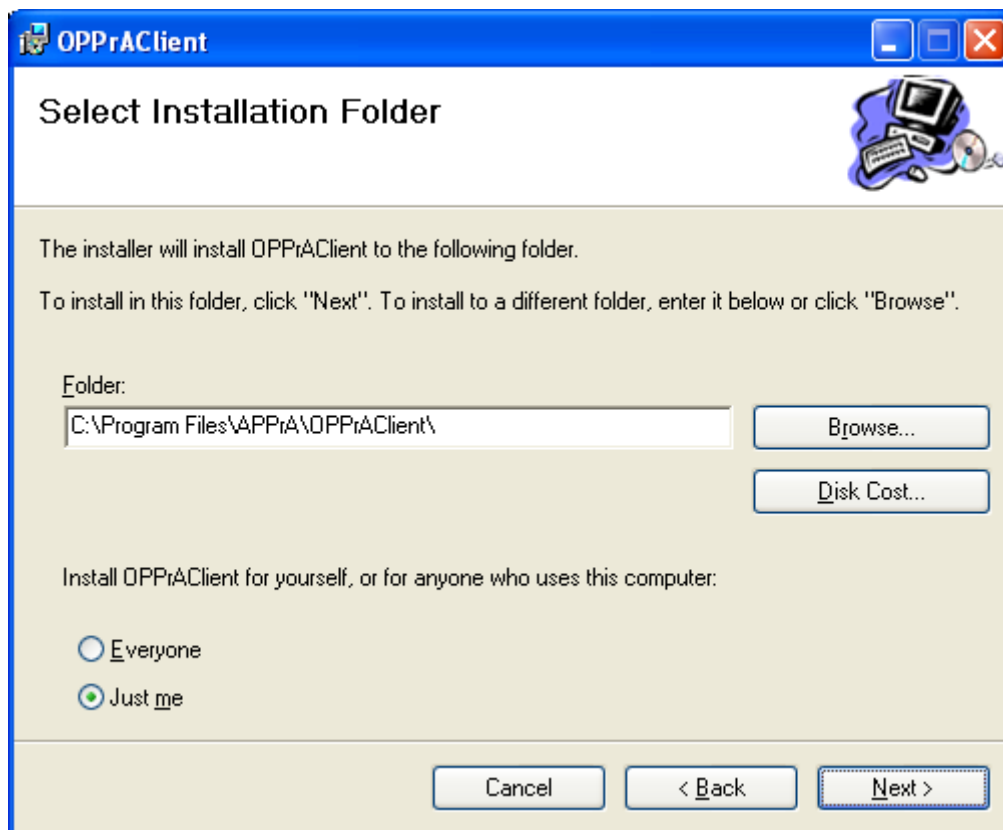 OPPrAClient
Select Installation Folder
The installer will install OPPrAClient to the following folder.
To install in this folder, click "Next". To install to a different folder, enter it below or click "Browse".
Folder:
C:\Program Files\APPrA\OPPrAClient\
Browse...
Disk Cost...
Install OPPrAClient for yourself, or for anyone who uses this computer:
Everyone
Just me
Cancel
< Back
Next >